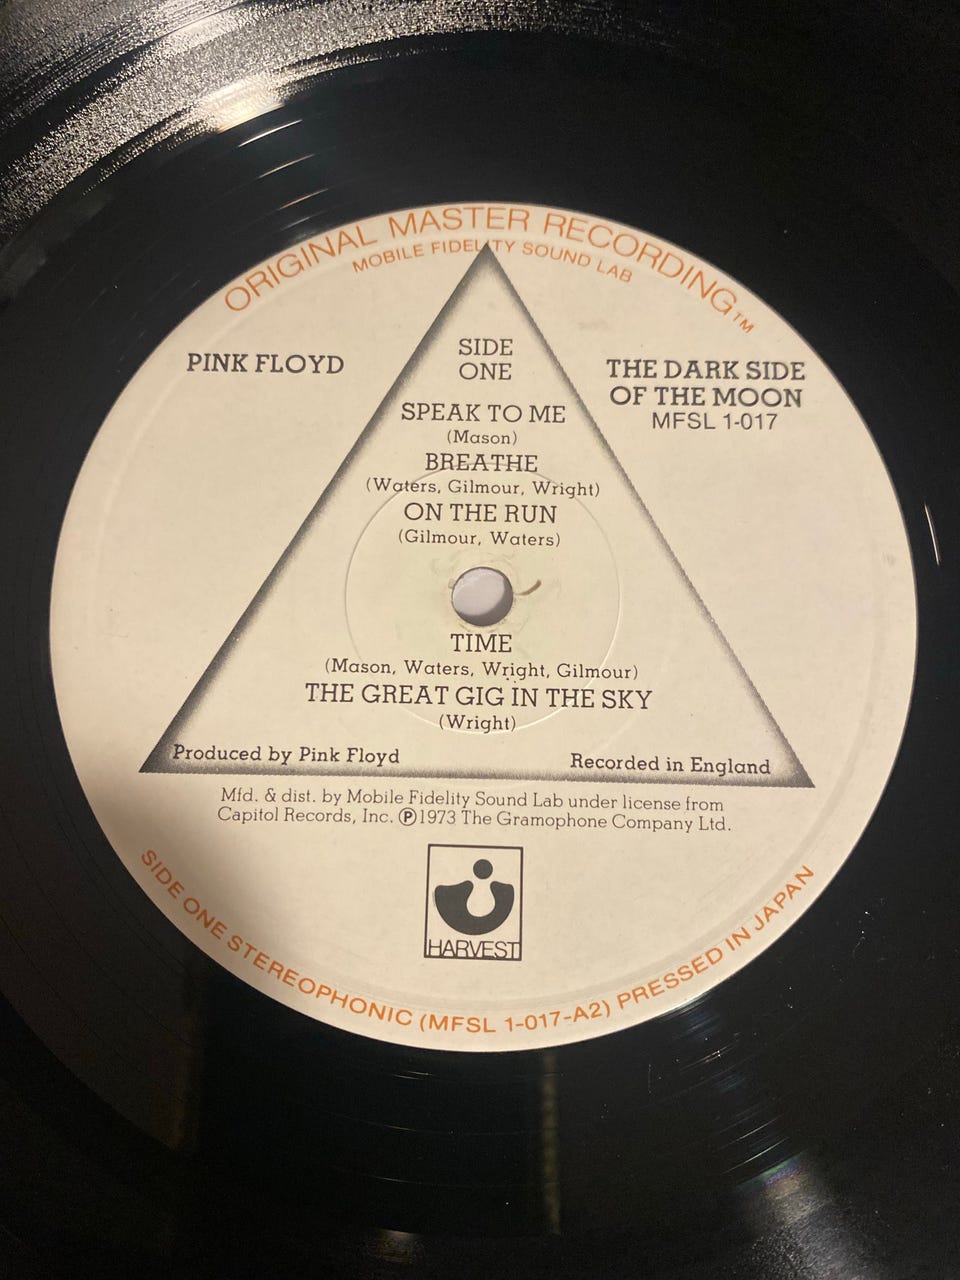 ORIGINAL MASTER RECORDING™
MOBILE FIDELITY SOUND LAB
PINK FLOYD
SIDE
ONE
THE DARK SIDE
OF THE MOON
MFSL 1-017
SPEAK TO ME
(Mason)
BREATHE
(Waters, Gilmour, Wright)
ON THE RUN
(Gilmour, Waters)
TIME
(Mason, Waters, Wright, Gilmour)
THE GREAT GIG IN THE SKY
(Wright)
Produced by Pink Floyd
Recorded in England
Mfd. & dist. by Mobile Fidelity Sound Lab under license from
Capitol Records, Inc. ℗1973 The Gramophone Company Ltd.
HARVEST
SIDE ONE STEREOPHONIC (MFSL 1-017-A2) PRESSED IN JAPAN